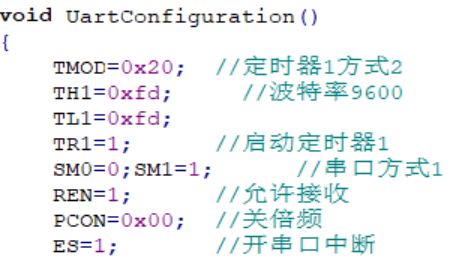 void UartConfiguration()
{
TMOD=0x20; //定时器1方式2
TH1=0xfd; //波特率9600
TL1=0xfd;
TR1=1; //启动定时器1
SM0=0;SM1=1; //串口方式1
REN=1; //允许接收
PCON=0x00; //关倍频
ES=1; //开串口中断